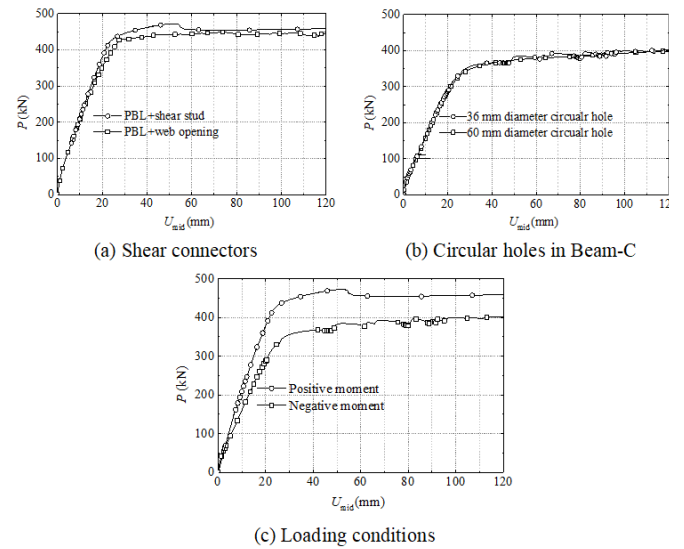 500
400
300
200
100
0
P (kN)
PBL+shear stud
PBL+web opening
0 20 40 60 80 100 120
Umid(mm)
(a) Shear connectors
500
400
300
200
100
0
P (kN)
36 mm diameter circualr hole
60 mm diameter circualr hole
0 20 40 60 80 100 120
Umid(mm)
(b) Circular holes in Beam-C
500
400
300
200
100
0
P (kN)
Positive moment
Negative moment
0 20 40 60 80 100 120
Umid(mm)
(c) Loading conditions